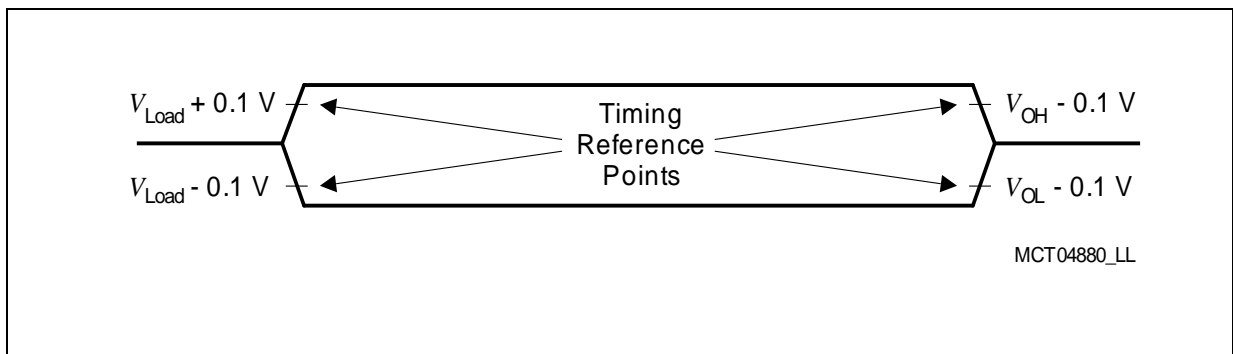 V_Load + 0.1 V
V_Load - 0.1 V
Timing
Reference
Points
V_OH - 0.1 V
V_OL - 0.1 V
MCT04880_LL